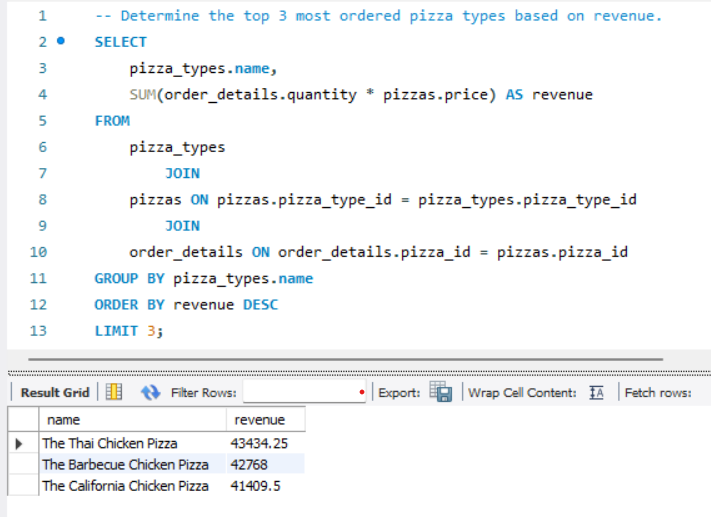 1 -- Determine the top 3 most ordered pizza types based on revenue.
2 SELECT
3 pizza_types.name,
4 SUM(order_details.quantity * pizzas.price) AS revenue
5 FROM
6 pizza_types
7 JOIN
8 pizzas ON pizzas.pizza_type_id = pizza_types.pizza_type_id
9 JOIN
10 order_details ON order_details.pizza_id = pizzas.pizza_id
11 GROUP BY pizza_types.name
12 ORDER BY revenue DESC
13 LIMIT 3;
Result Grid Filter Rows: Export: Wrap Cell Content: IA Fetch rows:
name revenue
The Thai Chicken Pizza 43434.25
The Barbecue Chicken Pizza 42768
The California Chicken Pizza 41409.5